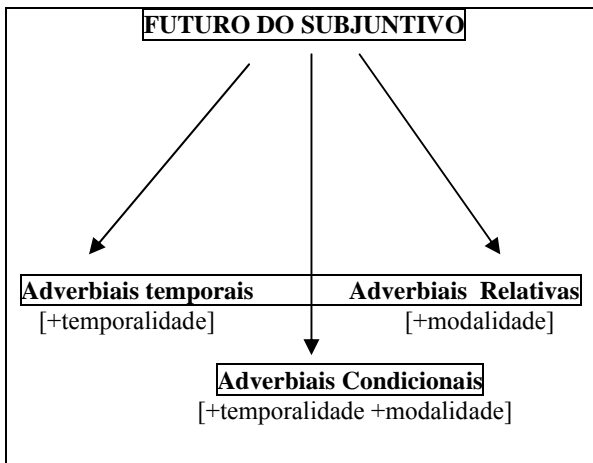 FUTURO DO SUBJUNTIVO
Adverbiais temporais Adverbiais Relativas
[+temporalidade] [+modalidade]
Adverbiais Condicionais
[+temporalidade +modalidade]